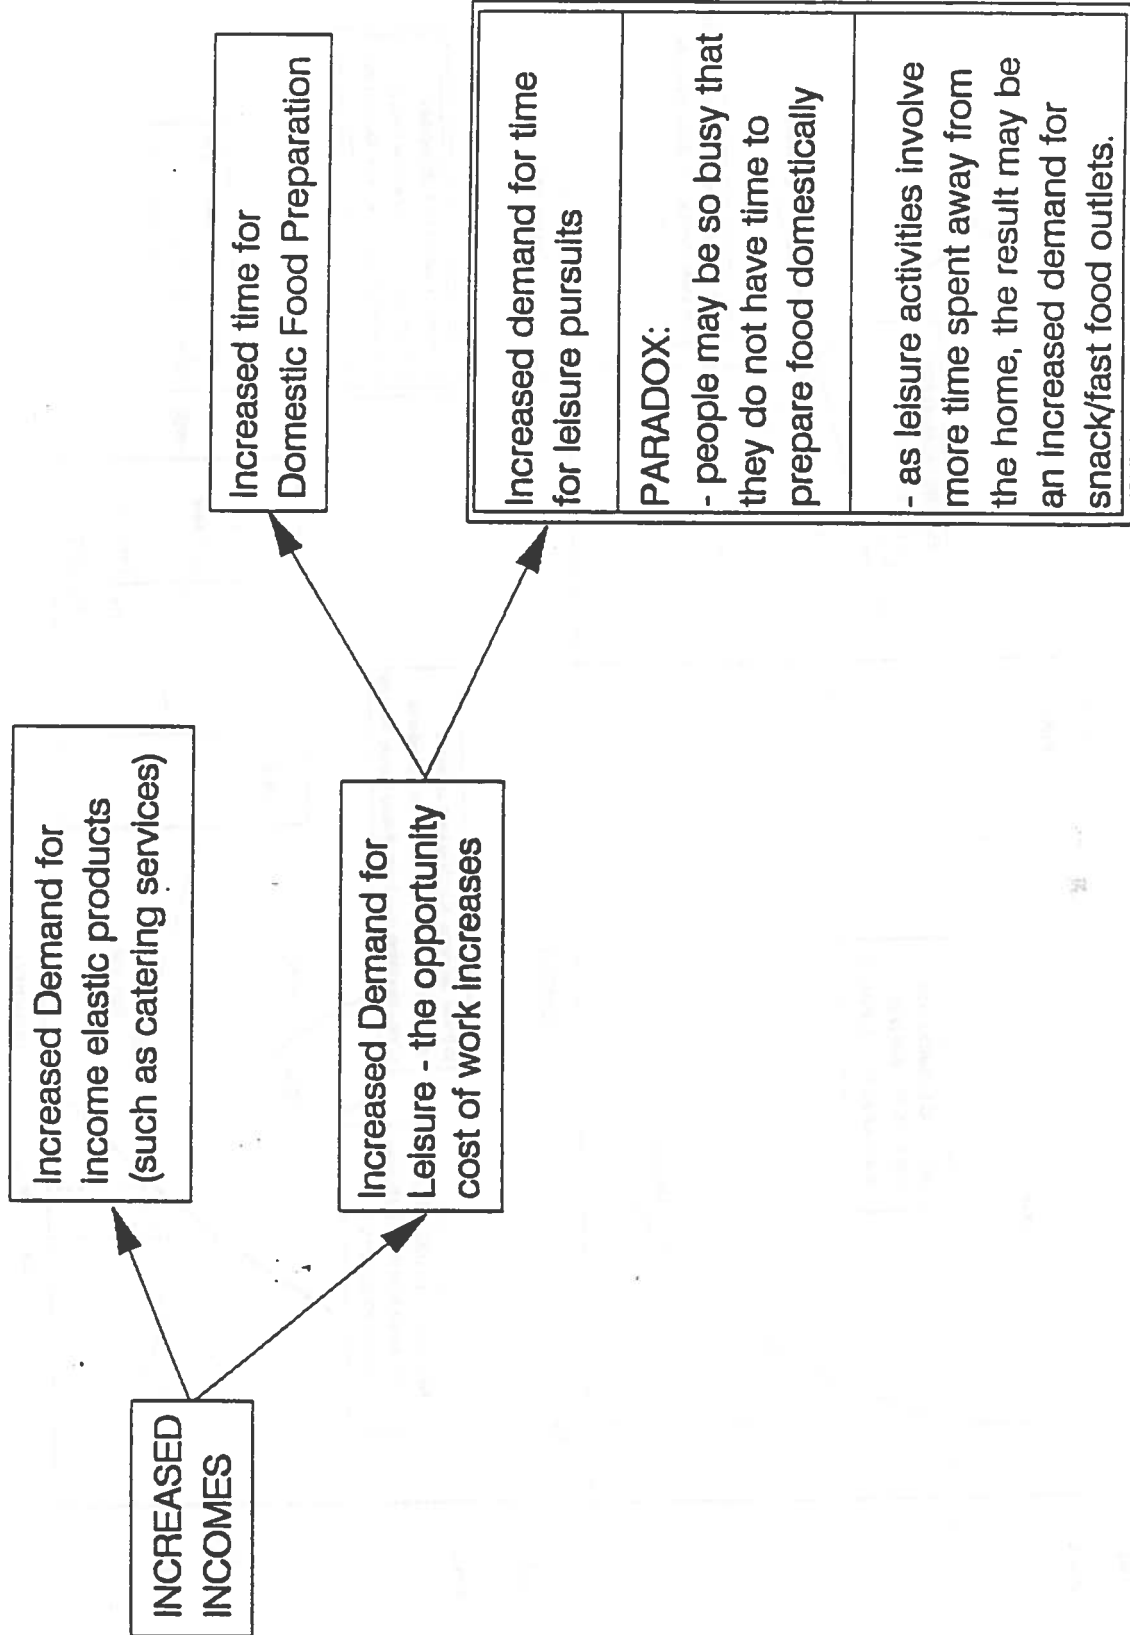 INCREASED
INCOMES
Increased Demand for
income elastic products
(such as catering services)
Increased Demand for
Leisure - the opportunity
cost of work increases
Increased time for
Domestic Food Preparation
Increased demand for time
for leisure pursuits
PARADOX:
- people may be so busy that
they do not have time to
prepare food domestically
- as leisure activities involve
more time spent away from
the home, the result may be
an increased demand for
snack/fast food outlets.